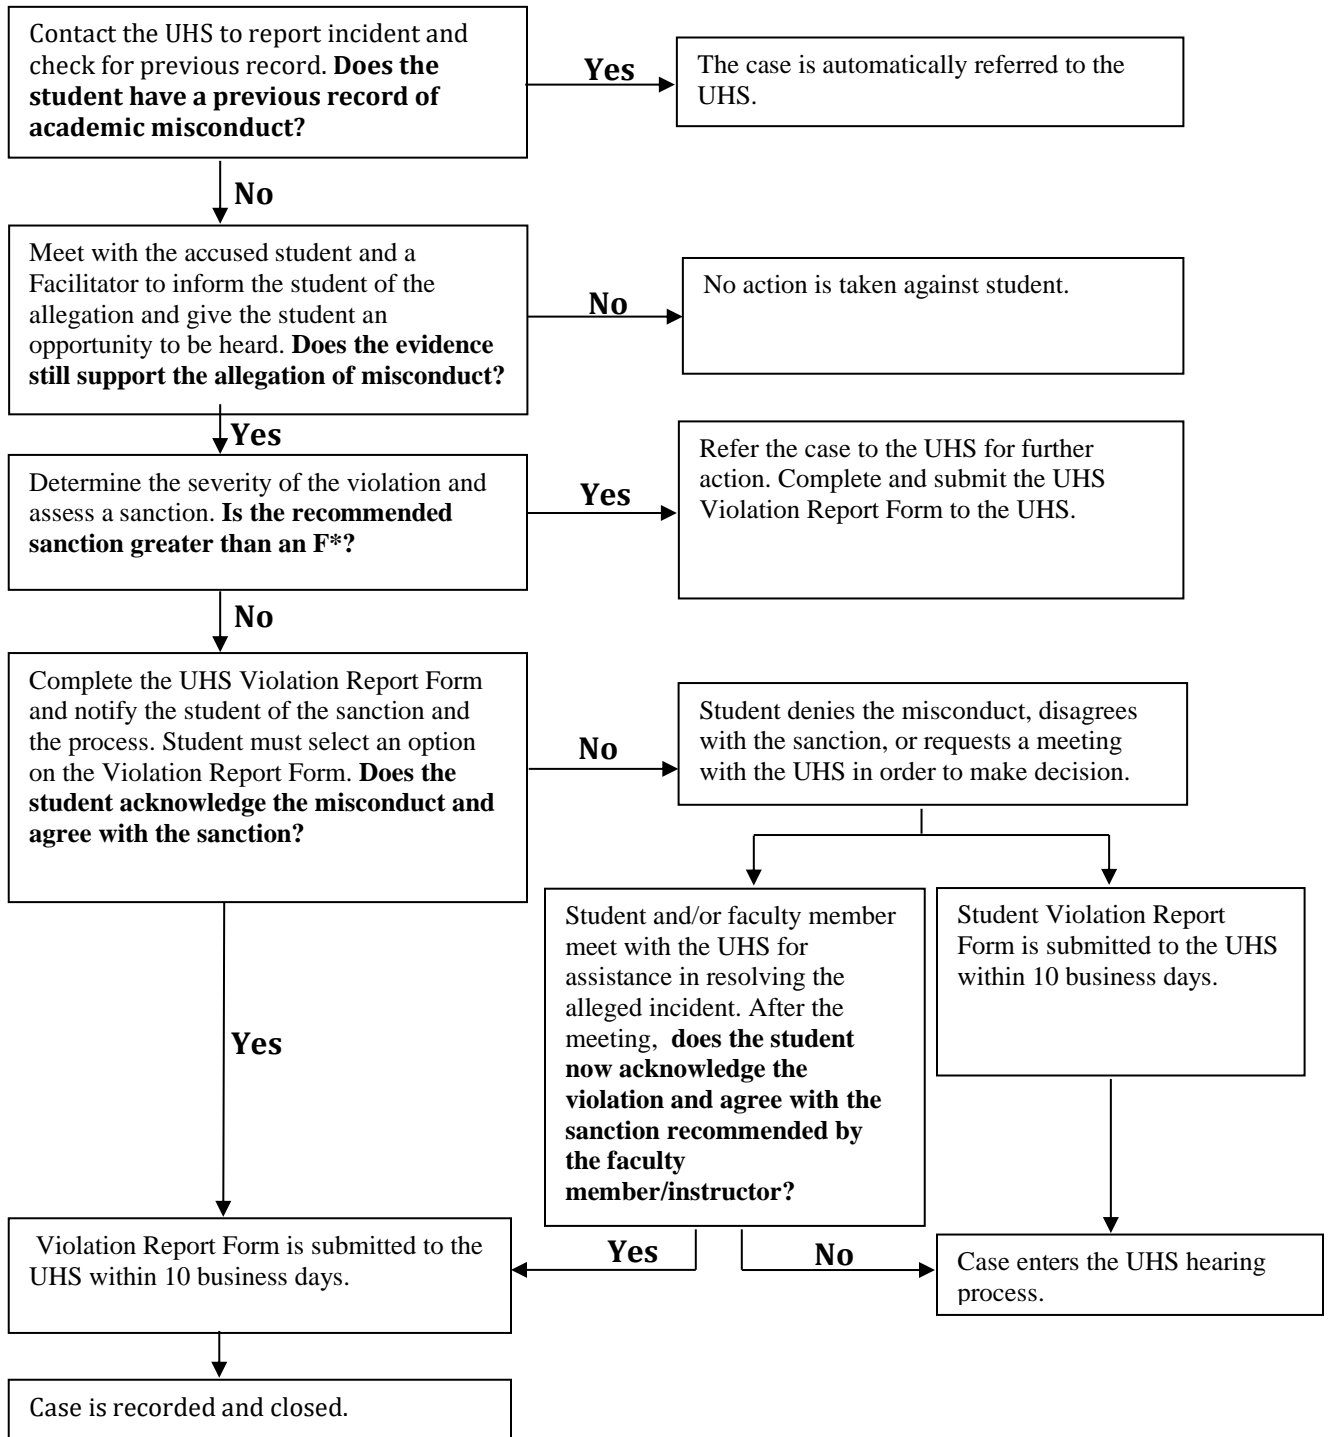 Contact the UHS to report incident and
check for previous record. Does the
student have a previous record of
academic misconduct?
Yes
The case is automatically referred to the
UHS.
No
Meet with the accused student and a
Facilitator to inform the student of the
allegation and give the student an
opportunity to be heard. Does the evidence
still support the allegation of misconduct?
No
No action is taken against student.
Yes
Determine the severity of the violation and
assess a sanction. Is the recommended
sanction greater than an F*?
Yes
Refer the case to the UHS for further
action. Complete and submit the UHS
Violation Report Form to the UHS.
No
Complete the UHS Violation Report Form
and notify the student of the sanction and
the process. Student must select an option
on the Violation Report Form. Does the
student acknowledge the misconduct and
agree with the sanction?
No
Student denies the misconduct, disagrees
with the sanction, or requests a meeting
with the UHS in order to make decision.
Student and/or faculty member
meet with the UHS for
assistance in resolving the
alleged incident. After the
meeting, does the student
now acknowledge the
violation and agree with the
sanction recommended by
the faculty
member/instructor?
Student Violation Report
Form is submitted to the UHS
within 10 business days.
Yes
Yes
No
Violation Report Form is submitted to the
UHS within 10 business days.
Case enters the UHS hearing
process.
Case is recorded and closed.